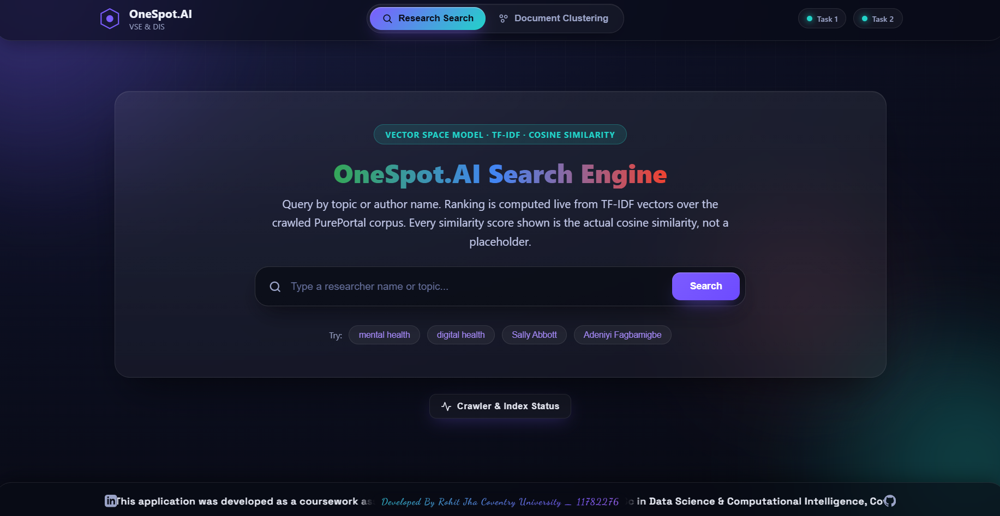 OneSpot.AI
VSE & DIS
Research Search
Document Clustering
Task 1
Task 2
VECTOR SPACE MODEL · TF-IDF · COSINE SIMILARITY
OneSpot.AI Search Engine
Query by topic or author name. Ranking is computed live from TF-IDF vectors over the
crawled PurePortal corpus. Every similarity score shown is the actual cosine similarity, not a
placeholder.
Type a researcher name or topic...
Search
Try:
mental health
digital health
Sally Abbott
Adeniyi Fagbamigbe
Crawler & Index Status
in
This application was developed as a coursework as
Developed By Rohit Jha Coventry University _ 11782276
c in Data Science & Computational Intelligence, Co